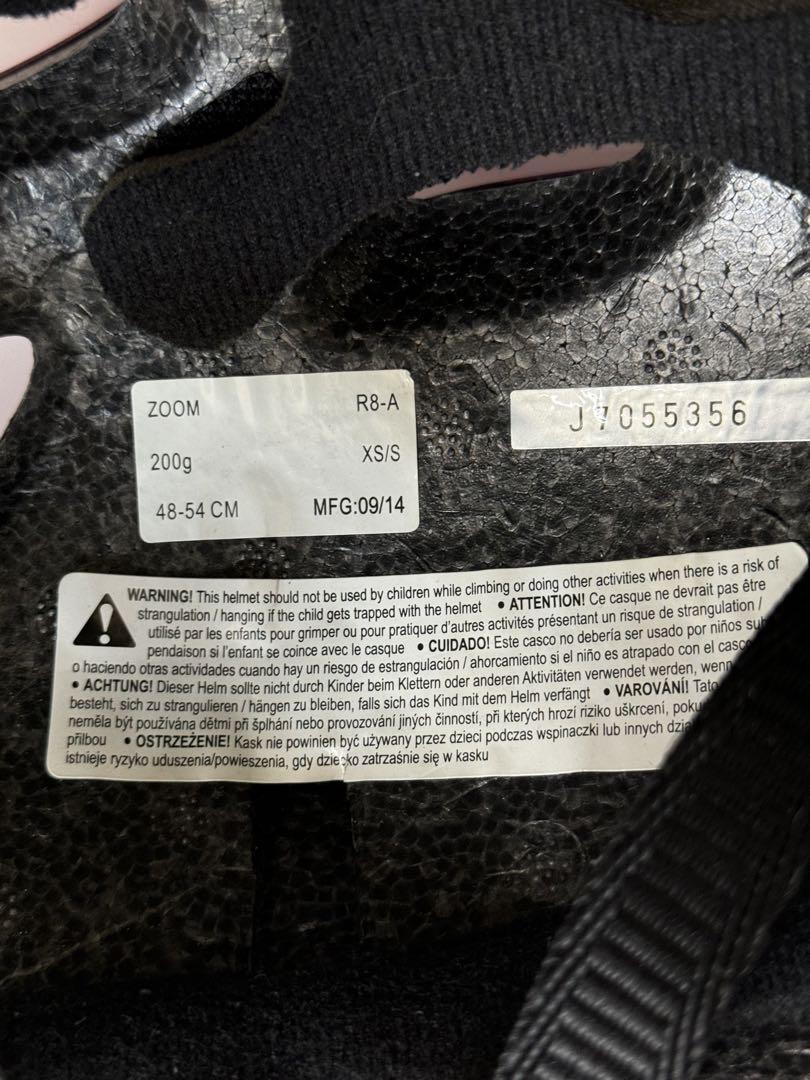 ZOOM R8-A
200g XS/S
48-54 CM MFG:09/14
J7055356
WARNING! This helmet should not be used by children while climbing or doing other activities when there is a risk of
strangulation / hanging if the child gets trapped with the helmet • ATTENTION! Ce casque ne devrait pas être
utilisé par les enfants pour grimper ou pour pratiquer d'autres activités présentant un risque de strangulation /
pendaison si l'enfant se coince avec le casque • CUIDADO! Este casco no debería ser usado por niños
o haciendo otras actividades cuando hay un riesgo de estrangulación / ahorcamiento si el niño es atrapado con el
• ACHTUNG! Dieser Helm sollte nicht durch Kinder beim Klettern oder anderen Aktivitäten verwendet werden,
besteht, sich zu strangulieren / hängen zu bleiben, falls sich das Kind mit dem Helm verfängt • VAROVÁNÍ!
neměla být používána dětmi při šplhání nebo provozování jiných činností, při kterých hrozí riziko uškrcení,
přilbou • OSTRZEŻENIE! Kask nie powinien być używany przez dzieci podczas wspinaczki lub innych
istnieje ryzyko uduszenia/powieszenia, gdy dziecko zatrzaśnie się w kasku